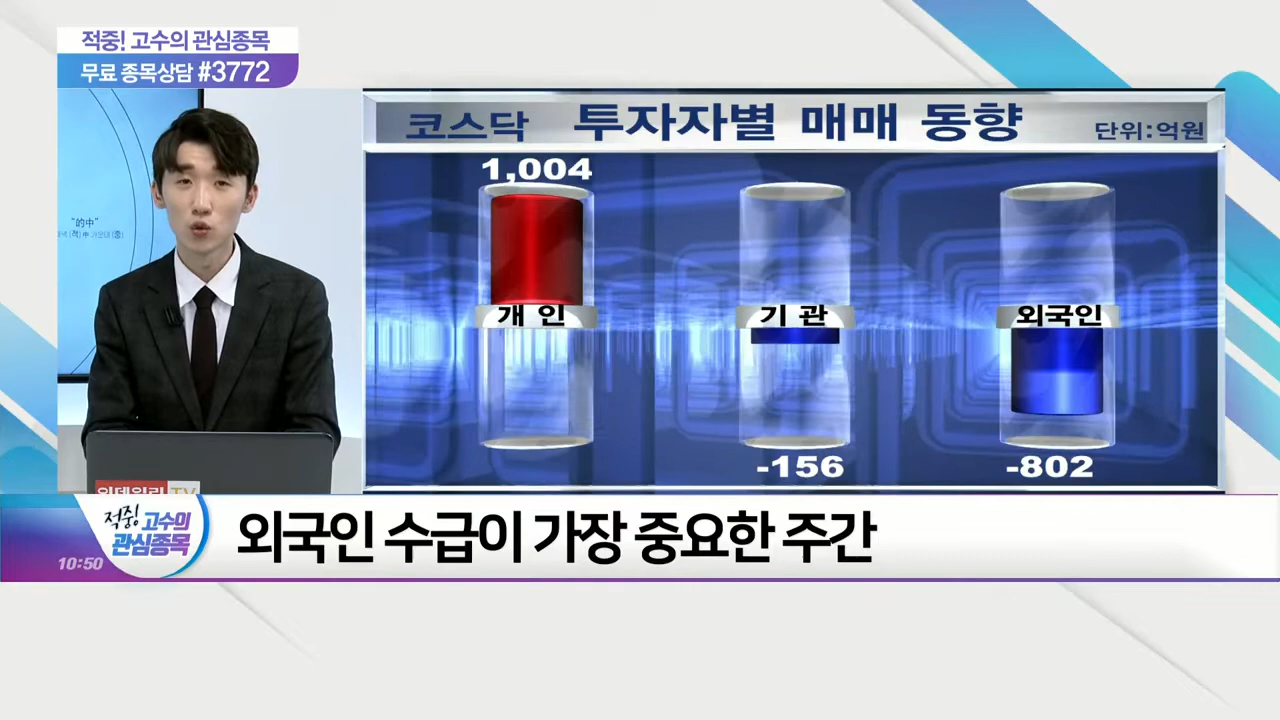 적중! 고수의 관심종목
무료 종목상담 #3772
"的中"
코스닥 투자자별 매매 동향 단위:억원
1,004
개 인 기 관 외국인
-156 -802
적중! 고수의
관심종목
10:50
외국인 수급이 가장 중요한 주간